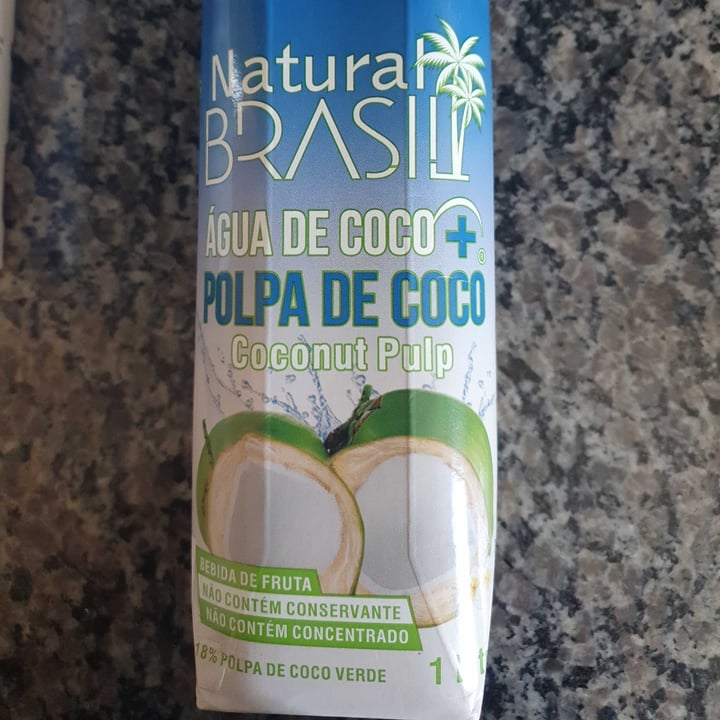 Natural
BRASIL
ÁGUA DE COCO +
POLPA DE COCO
Coconut Pulp
BEBIDA DE FRUTA
NÃO CONTÉM CONSERVANTE
NÃO CONTÉM CONCENTRADO
18% POLPA DE COCO VERDE
1